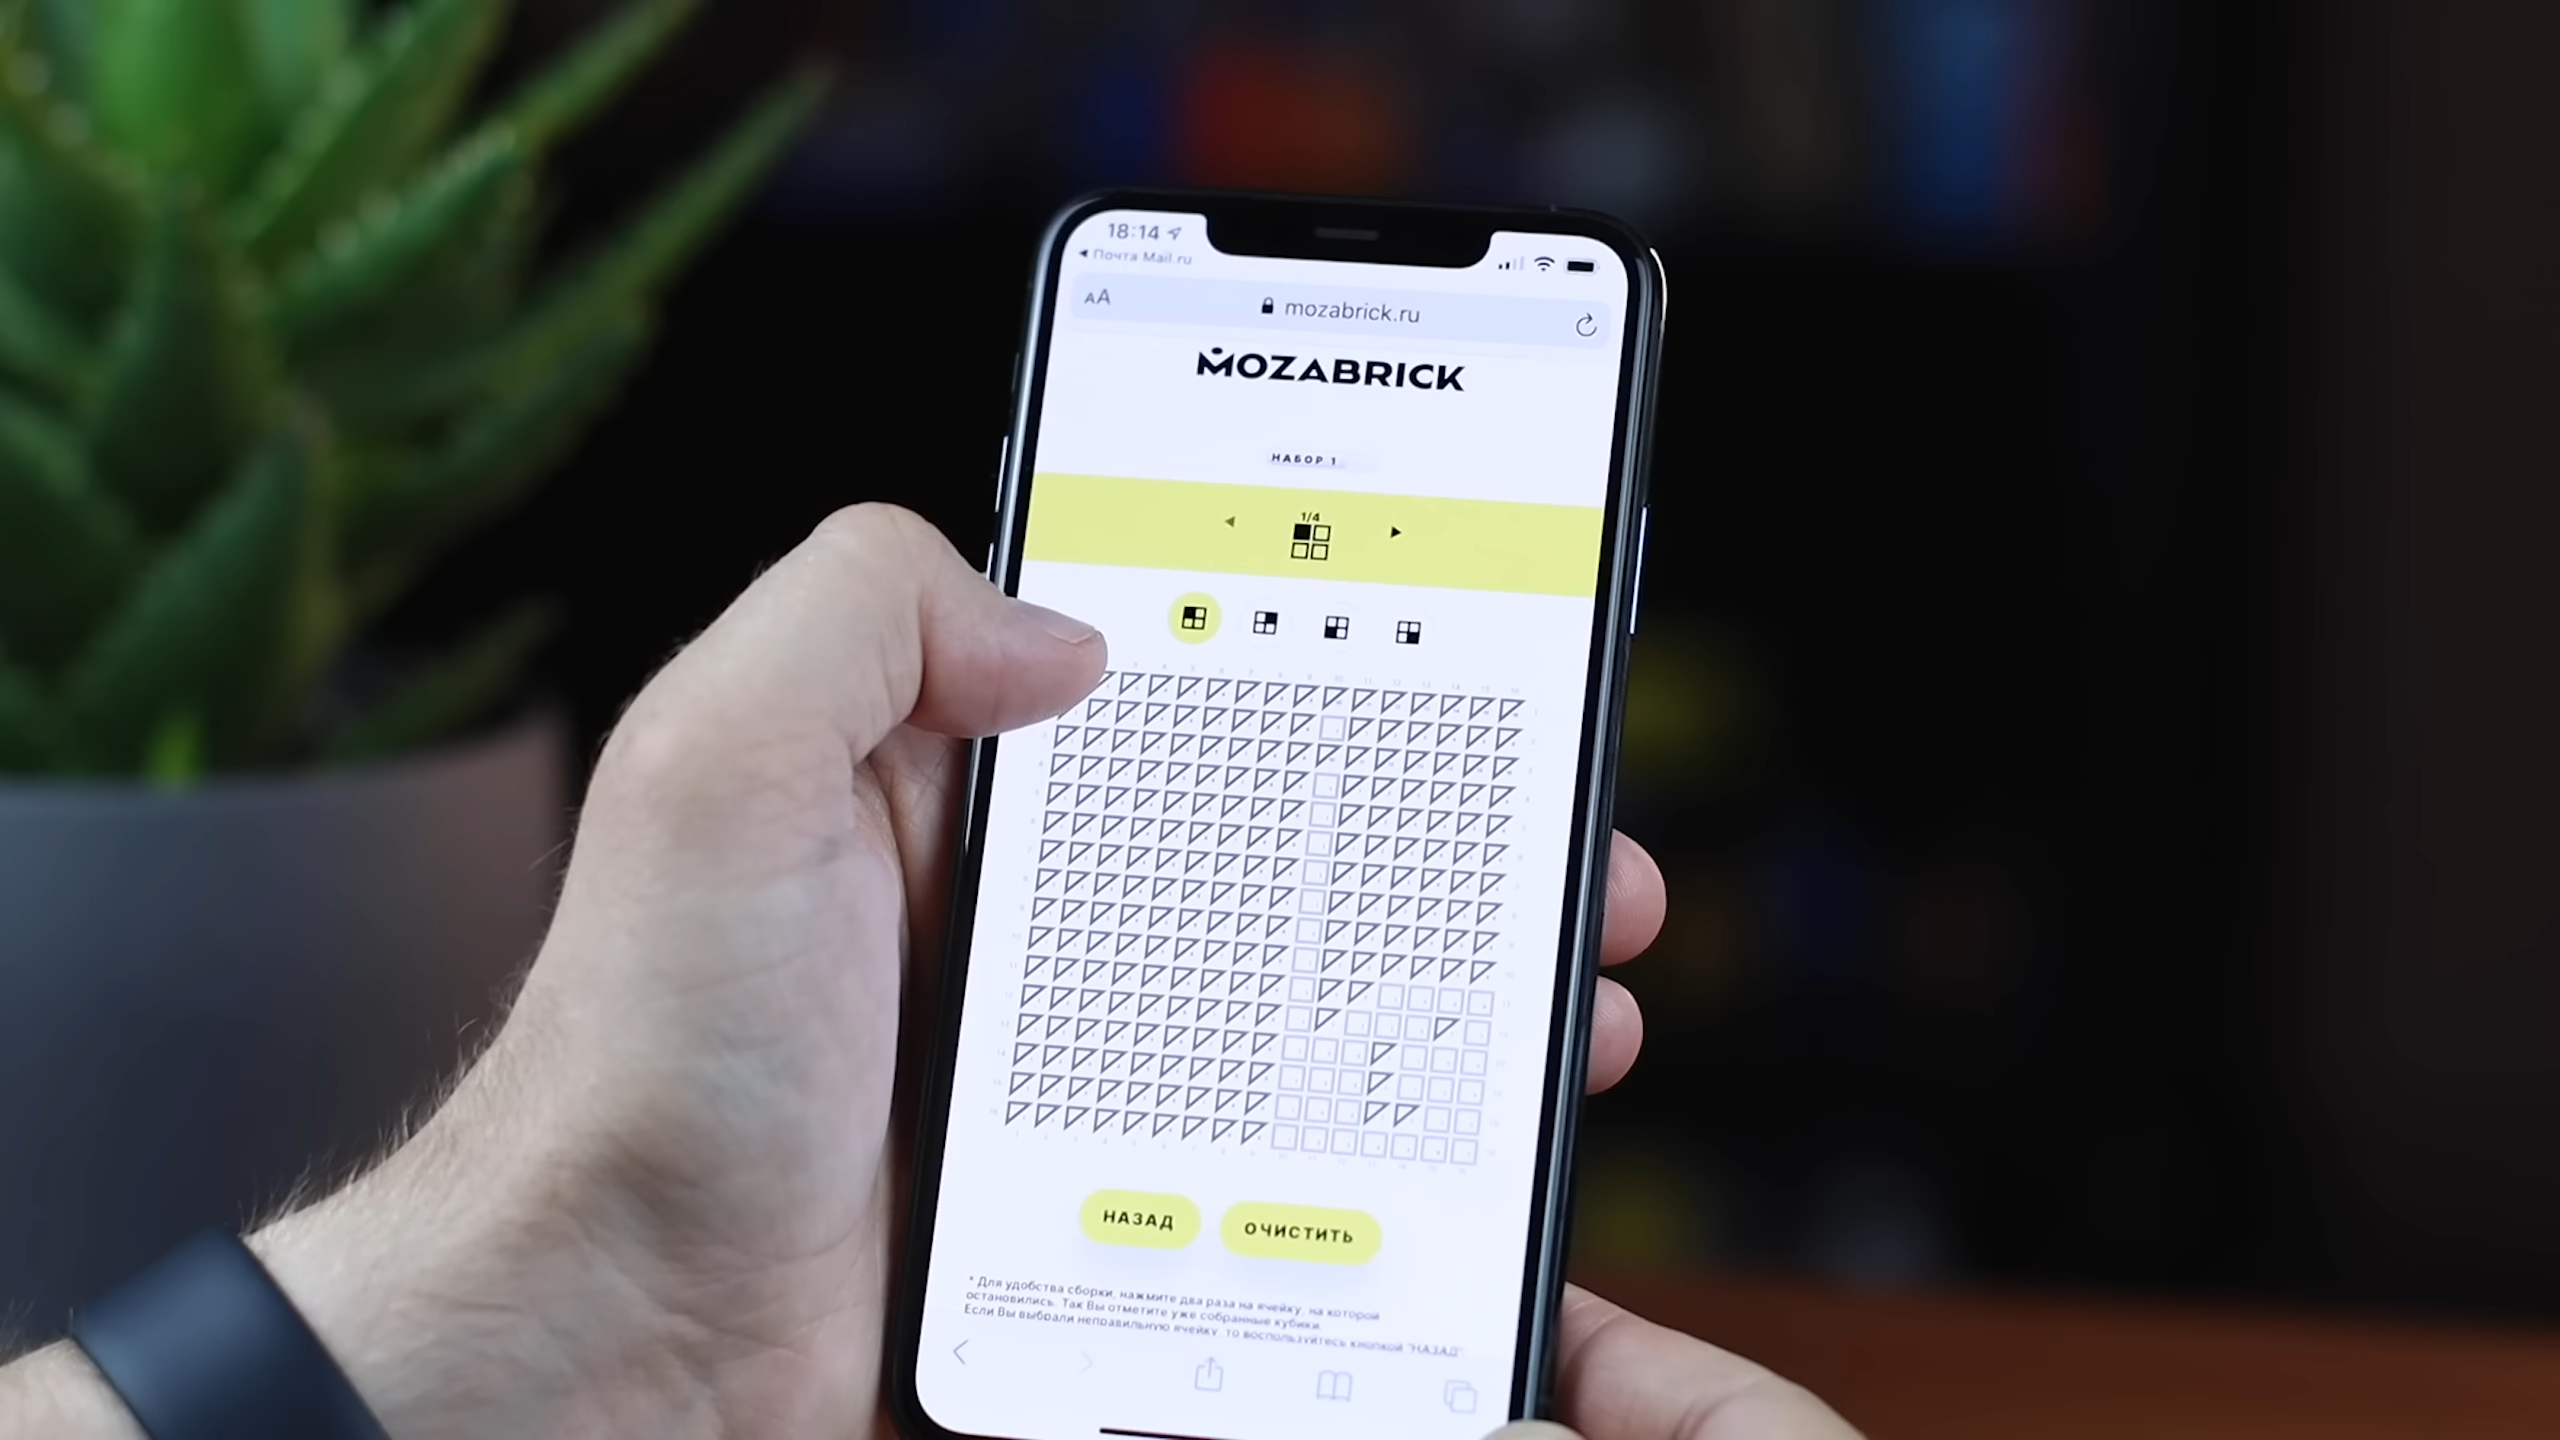 18:14
Почта Mail.ru
AA
mozabrick.ru
MOZABRICK
НАБОР 1
1/4
НАЗАД
ОЧИСТИТЬ
* Для удобства сборки, нажмите два раза на ячейку, на которой
остановились. Так Вы отметите уже собранные кубики.
Если Вы выбрали неправильную ячейку, то воспользуйтесь кнопкой "НАЗАД"